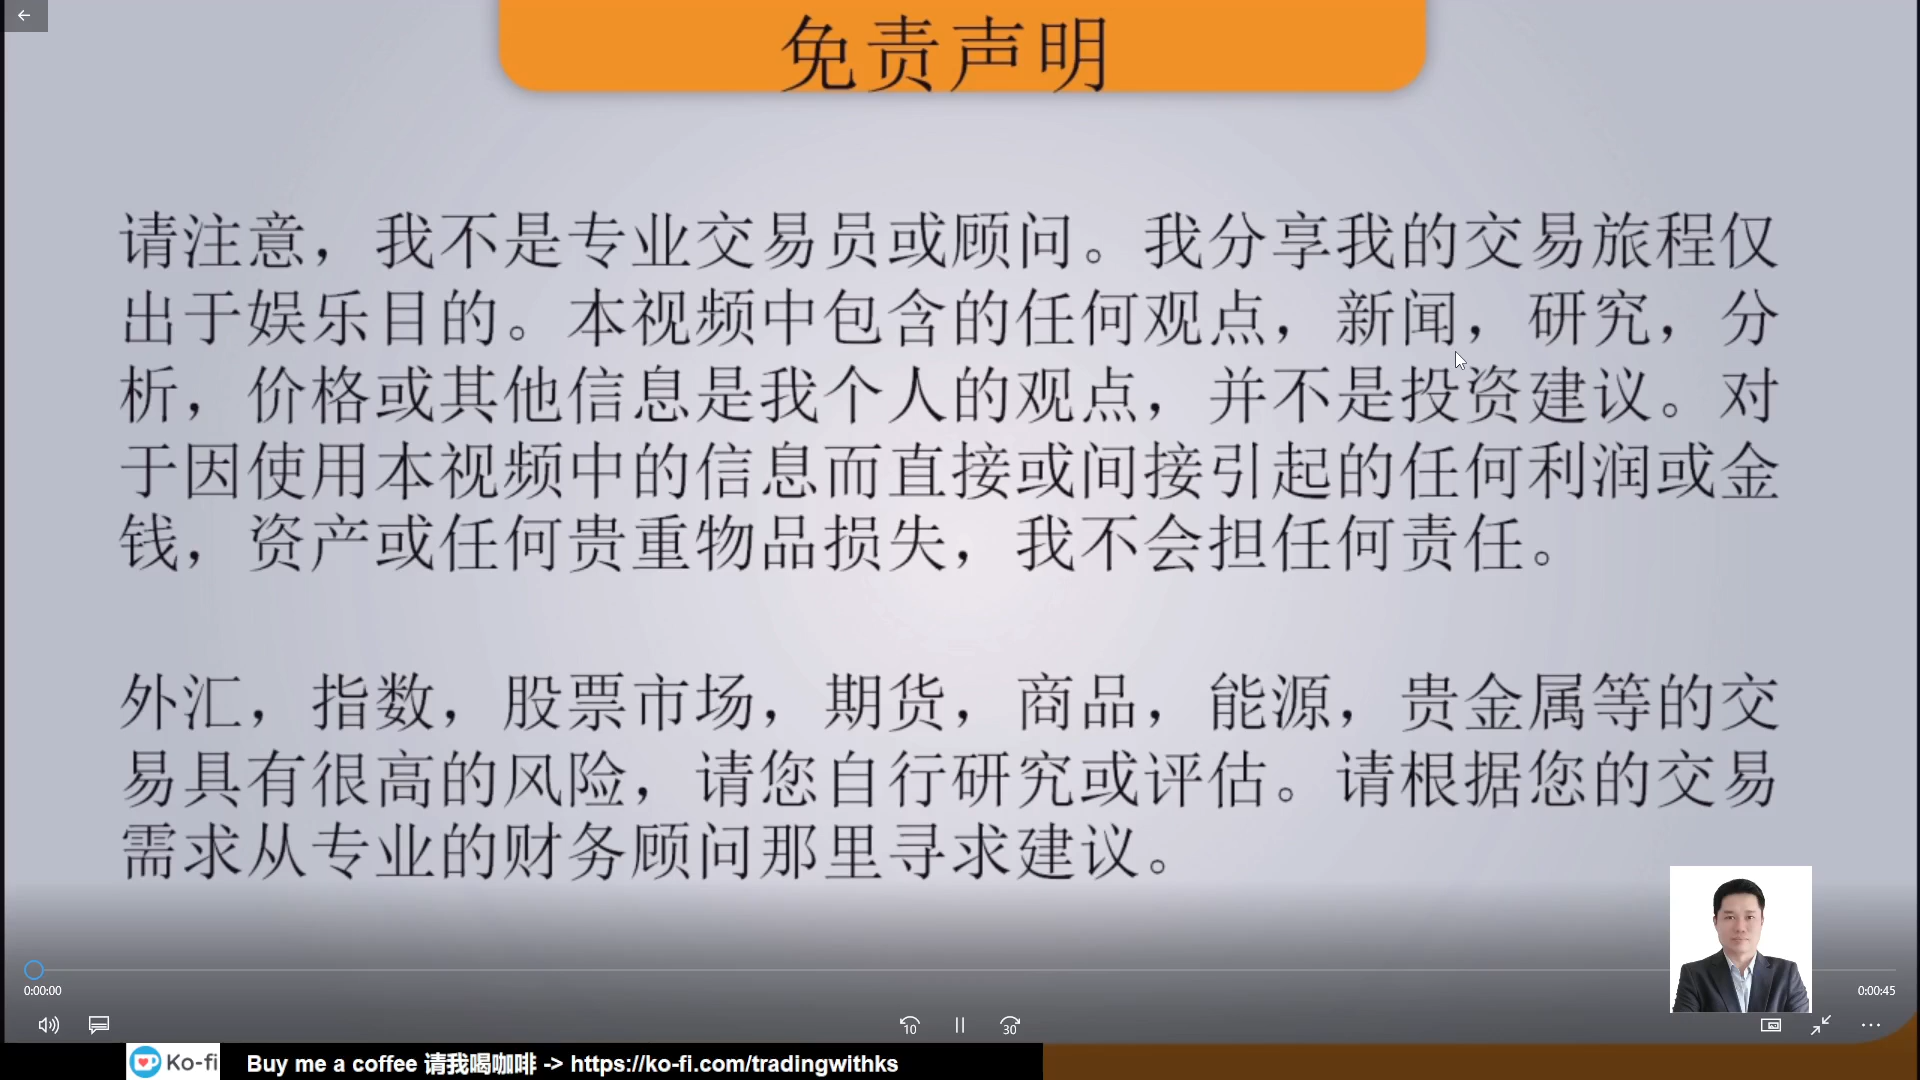 免责声明
请注意，我不是专业交易员或顾问。我分享我的交易旅程仅
出于娱乐目的。本视频中包含的任何观点，新闻，研究，分
析，价格或其他信息是我个人的观点，并不是投资建议。对
于因使用本视频中的信息而直接或间接引起的任何利润或金
钱，资产或任何贵重物品损失，我不会担任何责任。
外汇，指数，股票市场，期货，商品，能源，贵金属等的交
易具有很高的风险，请您自行研究或评估。请根据您的交易
需求从专业的财务顾问那里寻求建议。
0:00:00
0:00:45
10
30
Ko-fi
Buy me a coffee 请我喝咖啡 -> https://ko-fi.com/tradingwithks